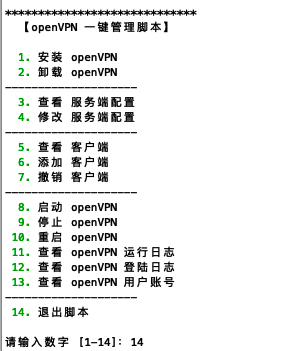 *****************************
【openVPN 一键管理脚本】
1. 安装 openVPN
2. 卸载 openVPN
————————————————————
3. 查看 服务端配置
4. 修改 服务端配置
————————————————————
5. 查看 客户端
6. 添加 客户端
7. 撤销 客户端
————————————————————
8. 启动 openVPN
9. 停止 openVPN
10. 重启 openVPN
11. 查看 openVPN 运行日志
12. 查看 openVPN 登陆日志
13. 查看 openVPN 用户账号
————————————————————
14. 退出脚本
请输入数字 [1—14]: 14